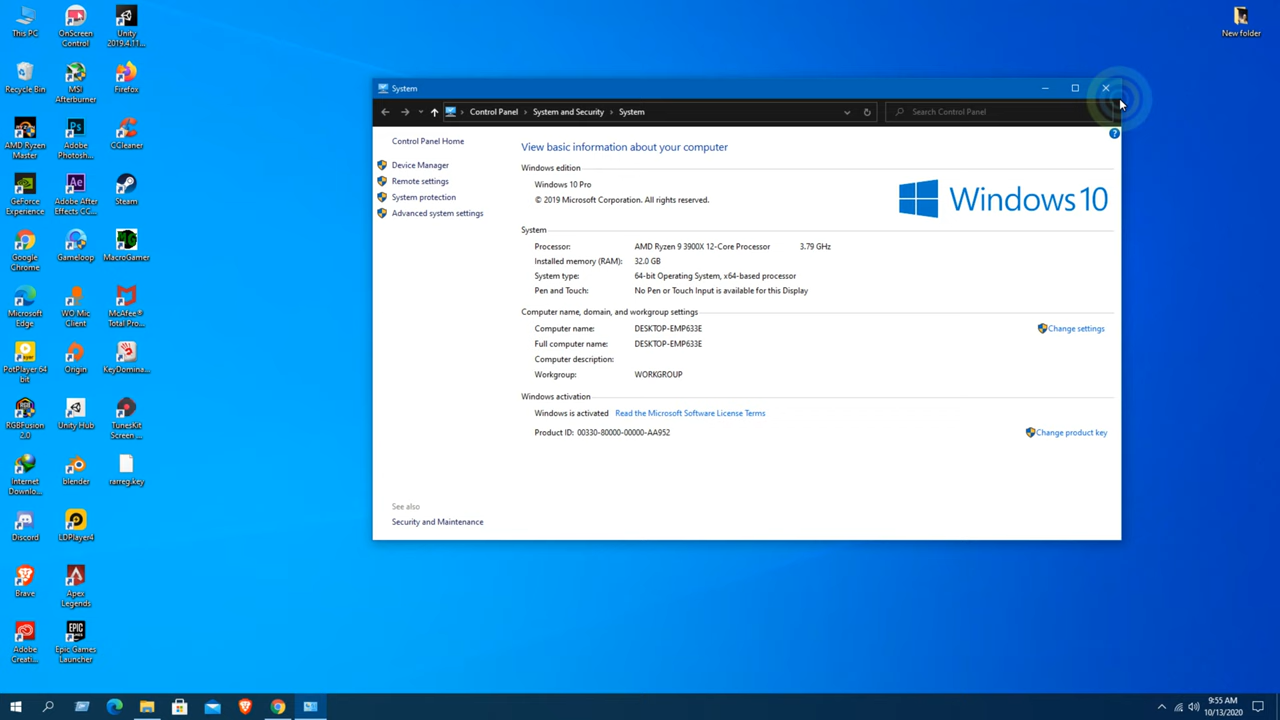 This PC
OnScreen Control
Unity 2019.4.11...
New folder
Recycle Bin
MSI Afterburner
Firefox
AMD Ryzen Master
Adobe Photosh...
CCleaner
GeForce Experience
Adobe After Effects CC...
Steam
Google Chrome
Gameloop
MacroGamer
Microsoft Edge
WO Mic Client
McAfee® Total Pro...
PotPlayer 64 bit
Origin
KeyDomina...
RGBFusion 2.0
Unity Hub
TunesKit Screen ...
Internet Downlo...
blender
rarreg.key
Discord
LDPlayer4
Brave
Apex Legends
Adobe Creati...
Epic Games Launcher
System
Control Panel > System and Security > System
Search Control Panel
Control Panel Home
Device Manager
Remote settings
System protection
Advanced system settings
See also
Security and Maintenance
View basic information about your computer
Windows edition
Windows 10 Pro
© 2019 Microsoft Corporation. All rights reserved.
Windows 10
System
Processor: AMD Ryzen 9 3900X 12-Core Processor 3.79 GHz
Installed memory (RAM): 32.0 GB
System type: 64-bit Operating System, x64-based processor
Pen and Touch: No Pen or Touch Input is available for this Display
Computer name, domain, and workgroup settings
Computer name: DESKTOP-EMP633E
Change settings
Full computer name: DESKTOP-EMP633E
Computer description:
Workgroup: WORKGROUP
Windows activation
Windows is activated Read the Microsoft Software License Terms
Product ID: 00330-80000-00000-AA952
Change product key
9:55 AM
10/13/2020